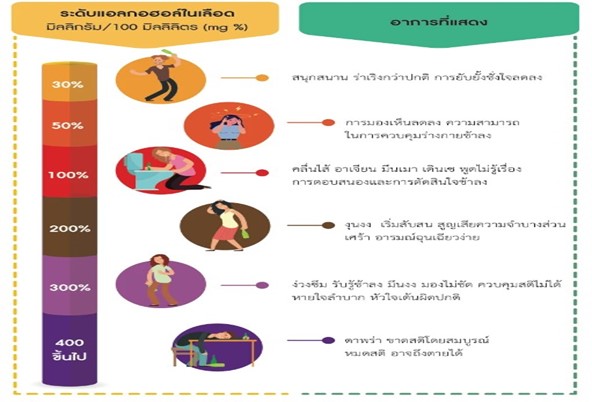 ระดับแอลกอฮอล์ในเลือด
มิลลิกรัม/100 มิลลิลิตร (mg %)
อาการที่แสดง
30%
สนุกสนาน ร่าเริงกว่าปกติ การยับยั้งชั่งใจลดลง
50%
การมองเห็นลดลง ความสามารถ
ในการควบคุมร่างกายช้าลง
100%
คลื่นไส้ อาเจียน มึนเมา เดินเซ พูดไม่รู้เรื่อง
การตอบสนองและการตัดสินใจช้าลง
200%
งุนงง เริ่มสับสน สูญเสียความจำบางส่วน
เศร้า อารมณ์ฉุนเฉียวง่าย
300%
ง่วงซึม รับรู้ช้าลง มึนงง มองไม่ชัด ควบคุมสติไม่ได้
หายใจลำบาก หัวใจเต้นผิดปกติ
400
ขึ้นไป
ตาพร่า ขาดสติโดยสมบูรณ์
หมดสติ อาจถึงตายได้